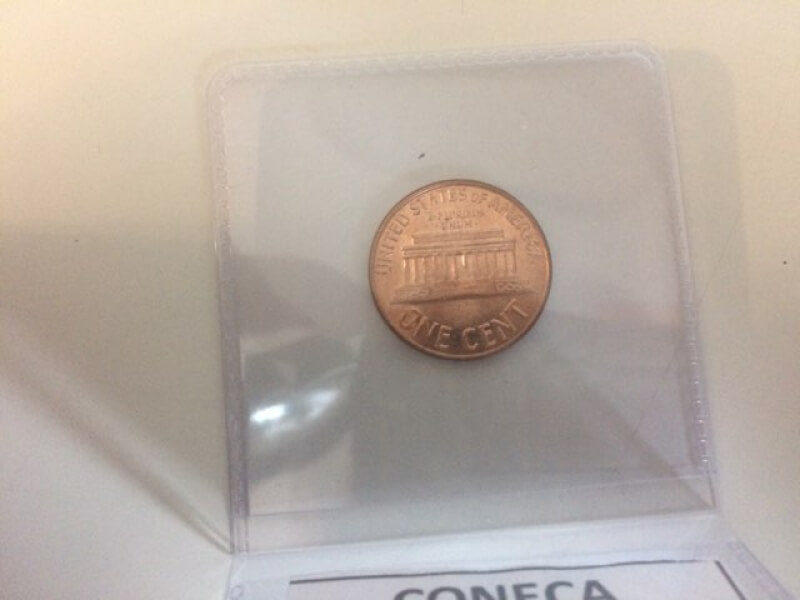 UNITED STATES OF AMERICA
E·PLURIBUS
UNUM
ONE CENT
CONECA